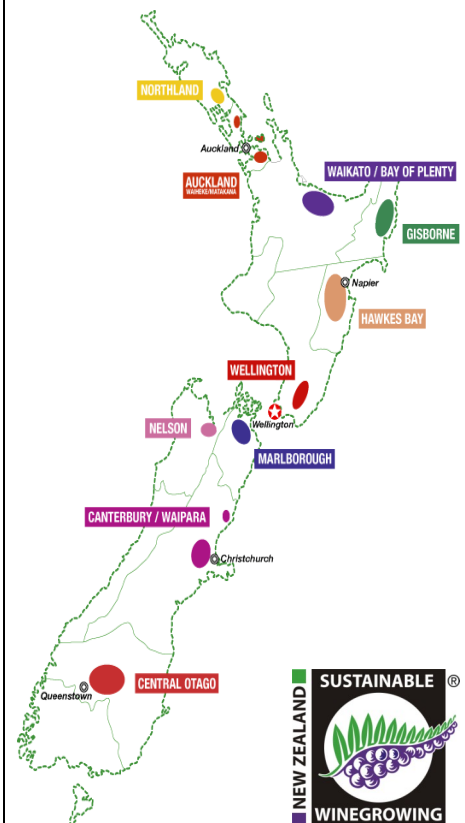 NORTHLAND
Auckland
AUCKLAND
WAIHEKE/MATAKANA
WAIKATO / BAY OF PLENTY
GISBORNE
Napier
HAWKES BAY
WELLINGTON
Wellington
NELSON
MARLBOROUGH
CANTERBURY / WAIPARA
Christchurch
CENTRAL OTAGO
Queenstown
NEW ZEALAND
SUSTAINABLE ®
WINEGROWING